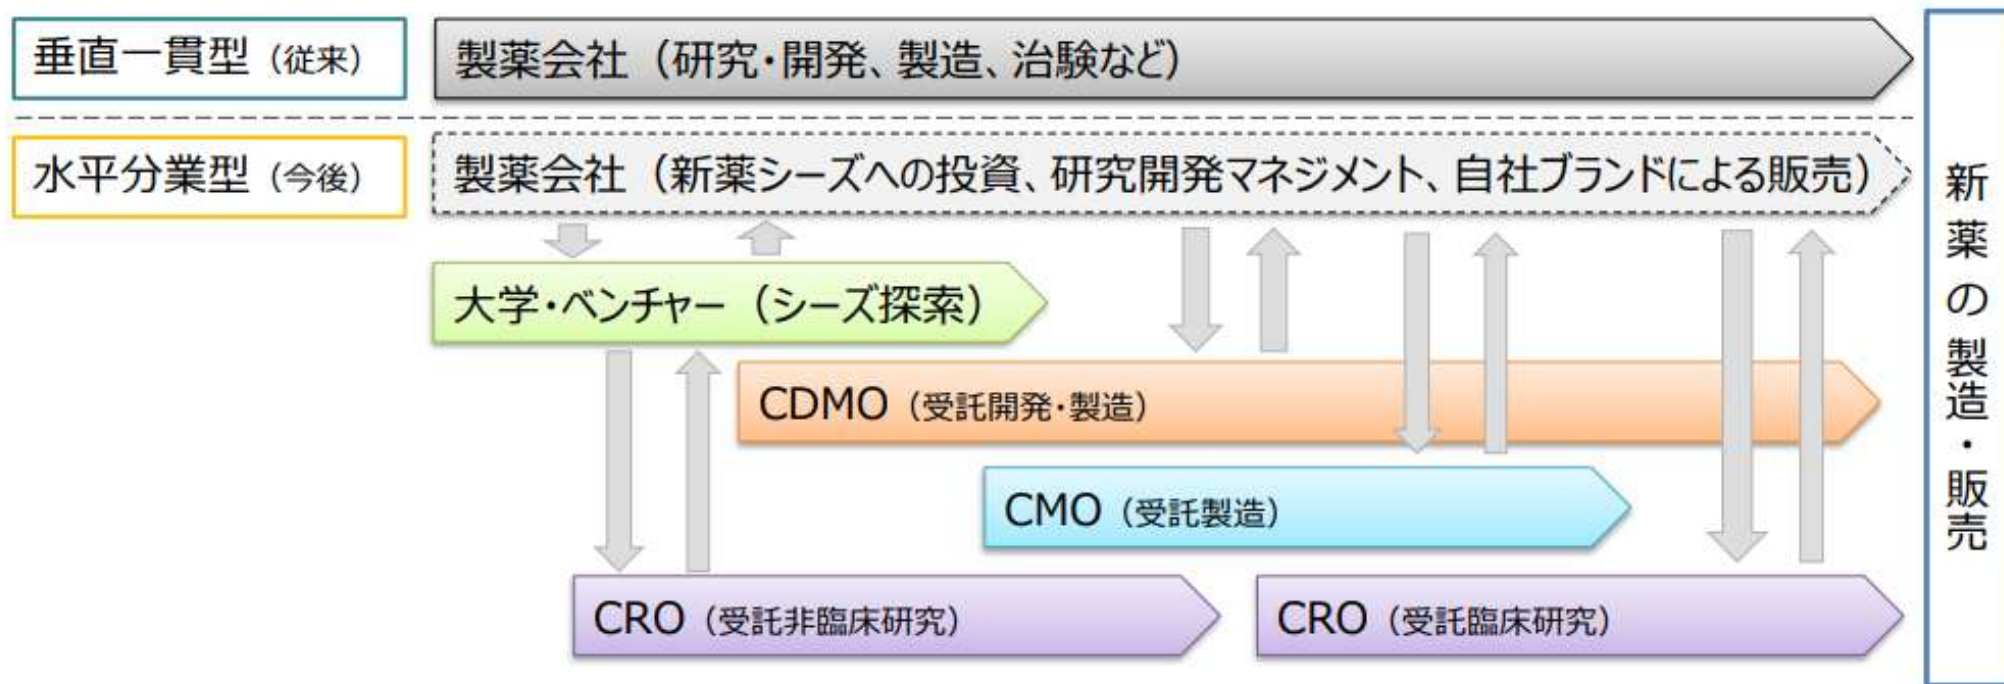 垂直一貫型（従来）
製薬会社（研究・開発、製造、治験など）
水平分業型（今後）
製薬会社（新薬シーズへの投資、研究開発マネジメント、自社ブランドによる販売）
大学・ベンチャー（シーズ探索）
CDMO（受託開発・製造）
CMO（受託製造）
CRO（受託非臨床研究）
CRO（受託臨床研究）
新薬の製造・販売